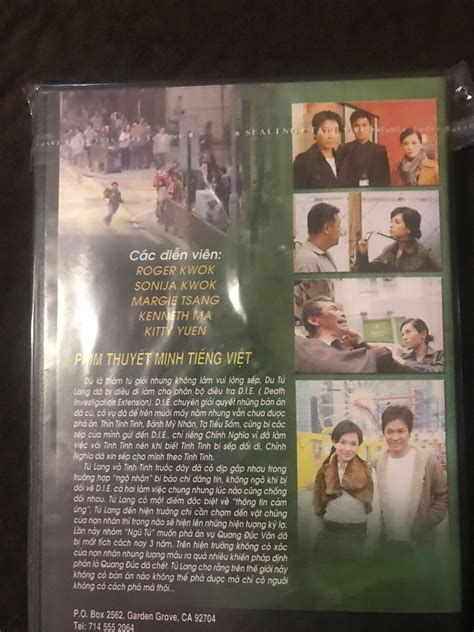 ★ SEALING ★ TAPE
Các diễn viên:
ROGER KWOK
SONIJA KWOK
MARGIE TSANG
KENNETH MA
KITTY YUEN
PHIM THUYẾT MINH TIẾNG VIỆT
Dù là thám tử giỏi nhưng không làm vui lòng sếp, Du Tử
Lang đã bị điều đi làm cho phân bộ điều tra D.I.E. ( Death
Investigation Extension). D.I.E. chuyên giải quyết những bán án
đã cũ, có vụ đã để trên mười mấy năm nhưng vẫn chưa được
phá án. Thin Tịnh Tịnh, Bành Mỹ Nhân, Tạ Tiểu Sâm, cũng bị các
sếp của mình gửi đến D.I.E., chỉ riêng Chính Nghĩa vì đã làm
việc với Tịnh Tịnh nên khi biết Tịnh Tịnh bị sếp dời đi, Chính
Nghĩa đã xin sếp cho mình theo Tịnh Tịnh.
Tử Lang và Tịnh Tịnh trước đây đã có dịp gặp nhau trong
trường hợp "ngộ nhận" bị báo chí đăng tin, không ngờ khi bị
dời về D.I.E. cả hai làm việc chung nhưng lúc nào cũng chống
đối nhau. Tử Lang có một điểm đặc biệt về "thông tin cảm
ứng", Tử Lang đến hiện trường chỉ cần chạm đến vật chứng
của nạn nhân thì trong não sẽ hiện lên những hiện tượng kỳ lạ.
Lần này nhóm "Ngũ Tử" muốn phá án vụ Quang Đúc Vân đã
bị mất tích cách nay 3 năm. Trên hiện trường không có xác
của nạn nhân nhưng lượng máu ra quá nhiều khiến pháp định
phán là Quang Đúc đã chết. Tử Lang cho rằng trên thế giới này
không có bán án nào không thể phá được mà chỉ có người
không có cách phá mà thôi...
P.O. Box 2562, Garden Grove, CA 92704
Tel: 714 555 2064